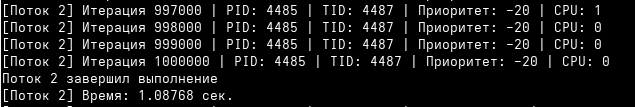 [Поток 2] Итерация 997000 | PID: 4485 | TID: 4487 | Приоритет: -20 | CPU: 1
[Поток 2] Итерация 998000 | PID: 4485 | TID: 4487 | Приоритет: -20 | CPU: 0
[Поток 2] Итерация 999000 | PID: 4485 | TID: 4487 | Приоритет: -20 | CPU: 0
[Поток 2] Итерация 1000000 | PID: 4485 | TID: 4487 | Приоритет: -20 | CPU: 0
Поток 2 завершил выполнение
[Поток 2] Время: 1.08768 сек.